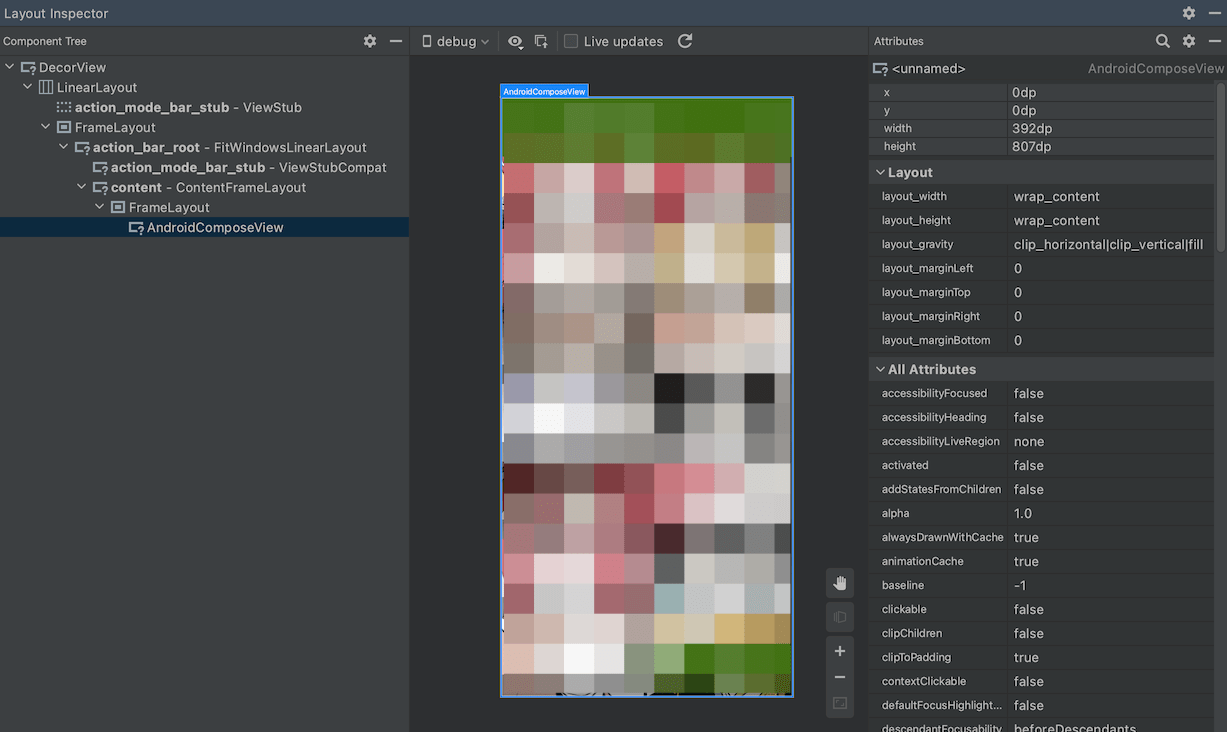 Layout Inspector
Component Tree
debug
Live updates
Attributes
DecorView
LinearLayout
action_mode_bar_stub - ViewStub
FrameLayout
action_bar_root - FitWindowsLinearLayout
action_mode_bar_stub - ViewStubCompat
content - ContentFrameLayout
FrameLayout
AndroidComposeView
AndroidComposeView
<unnamed> AndroidComposeView
x 0dp
y 0dp
width 392dp
height 807dp
Layout
layout_width wrap_content
layout_height wrap_content
layout_gravity clip_horizontal|clip_vertical|fill
layout_marginLeft 0
layout_marginTop 0
layout_marginRight 0
layout_marginBottom 0
All Attributes
accessibilityFocused false
accessibilityHeading false
accessibilityLiveRegion none
activated false
addStatesFromChildren false
alpha 1.0
alwaysDrawnWithCache true
animationCache true
baseline -1
clickable false
clipChildren false
clipToPadding true
contextClickable false
defaultFocusHighlight... false
descendantFocusability beforeDescendants